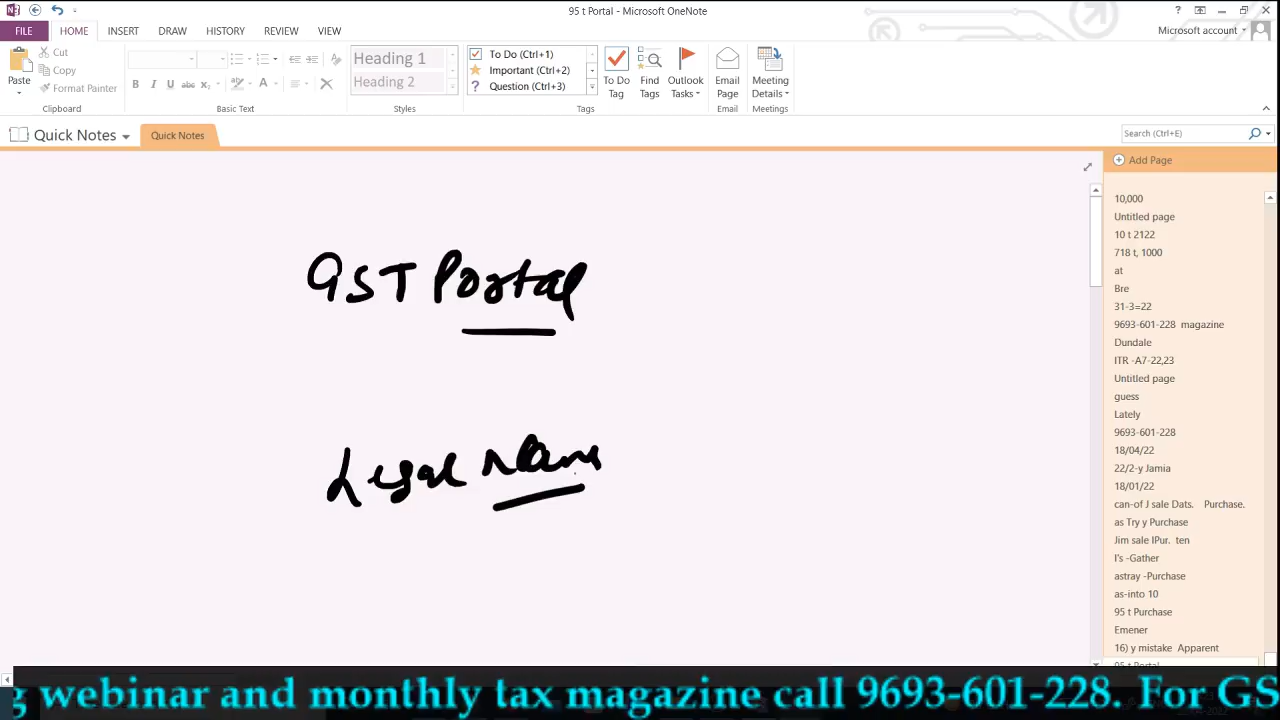 95 t Portal - Microsoft OneNote
?
FILE HOME INSERT DRAW HISTORY REVIEW VIEW
Microsoft account
Paste
Cut
Copy
Format Painter
Clipboard
B I U abc x₂ A
Basic Text
Heading 1
Heading 2
Styles
To Do (Ctrl+1)
Important (Ctrl+2)
Question (Ctrl+3)
To Do Tag
Find Tags
Tags
Outlook Tasks
Email Page
Email
Meeting Details
Meetings
Quick Notes
Quick Notes
Search (Ctrl+E)
GST Portal
Legal Name
Add Page
10,000
Untitled page
10 t 2122
718 t, 1000
at
Bre
31-3=22
9693-601-228 magazine
Dundale
ITR -A7-22,23
Untitled page
guess
Lately
9693-601-228
18/04/22
22/2-y Jamia
18/01/22
can-of J sale Dats. Purchase.
as Try y Purchase
Jim sale IPur. ten
I's -Gather
astray -Purchase
as-into 10
95 t Purchase
Emener
16) y mistake Apparent
95 t Portal
g webinar and monthly tax magazine call 9693-601-228. For GS